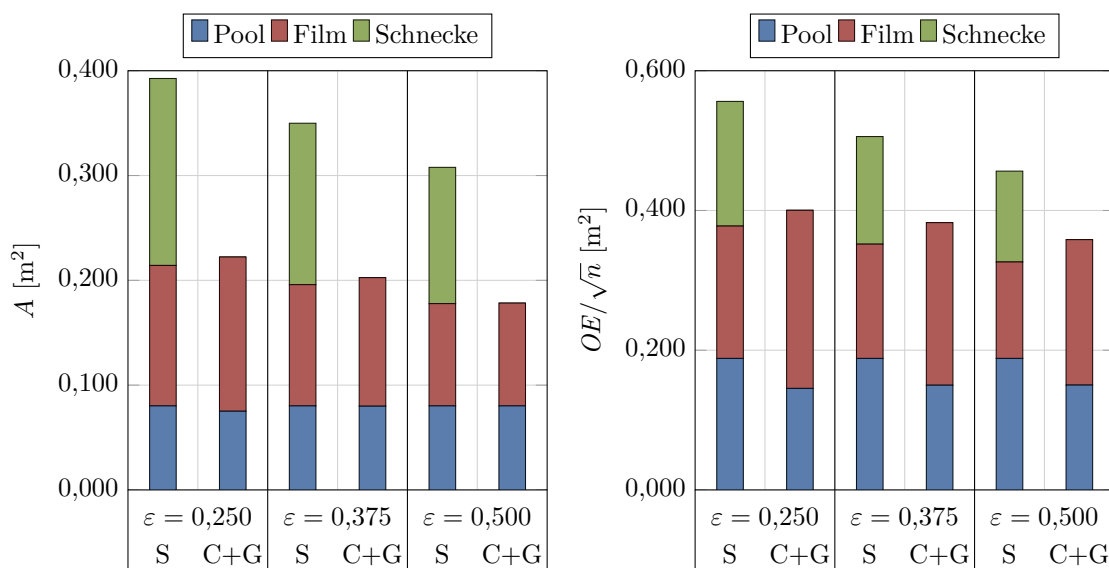 Pool Film Schnecke
0,400
0,300
0,200
0,100
0,000
A [m²]
ε = 0,250 ε = 0,375 ε = 0,500
S C+G S C+G S C+G
Pool Film Schnecke
0,600
0,400
0,200
0,000
OE/√n [m²]
ε = 0,250 ε = 0,375 ε = 0,500
S C+G S C+G S C+G